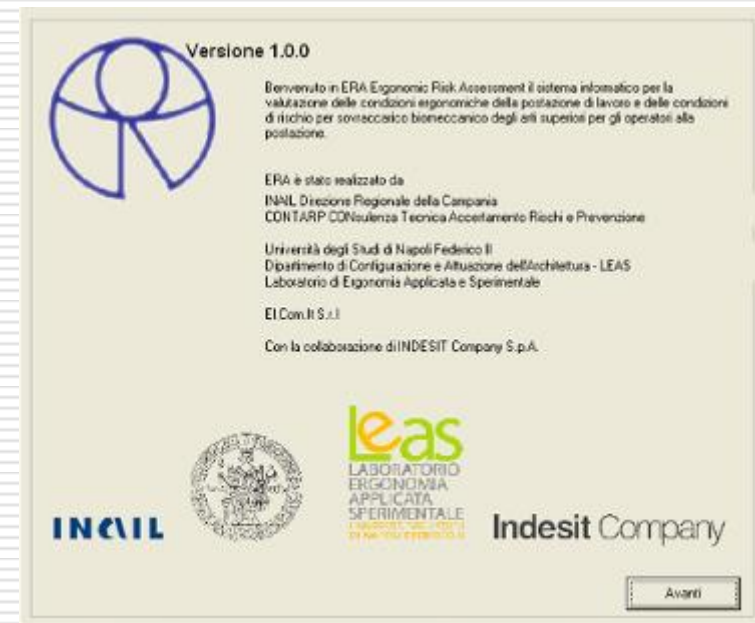 Versione 1.0.0
Benvenuto in ERA Ergonomic Risk Assessment il sistema informatico per la
valutazione delle condizioni ergonomiche della postazione di lavoro e delle condizioni
di rischio per sovraccarico biomeccanico degli arti superiori per gli operatori alla
postazione.
ERA è stato realizzato da
INAIL Direzione Regionale della Campania
CONTARP CONsulenza Tecnica Accertamento Rischi e Prevenzione
Università degli Studi di Napoli Federico II
Dipartimento di Configurazione e Attuazione dell'Architettura - LEAS
Laboratorio di Ergonomia Applicata e Sperimentale
El.Com.It S.r.l
Con la collaborazione di INDESIT Company S.p.A.
leas
LABORATORIO
ERGONOMIA
APPLICATA
SPERIMENTALE
INAIL
Indesit Company
Avanti